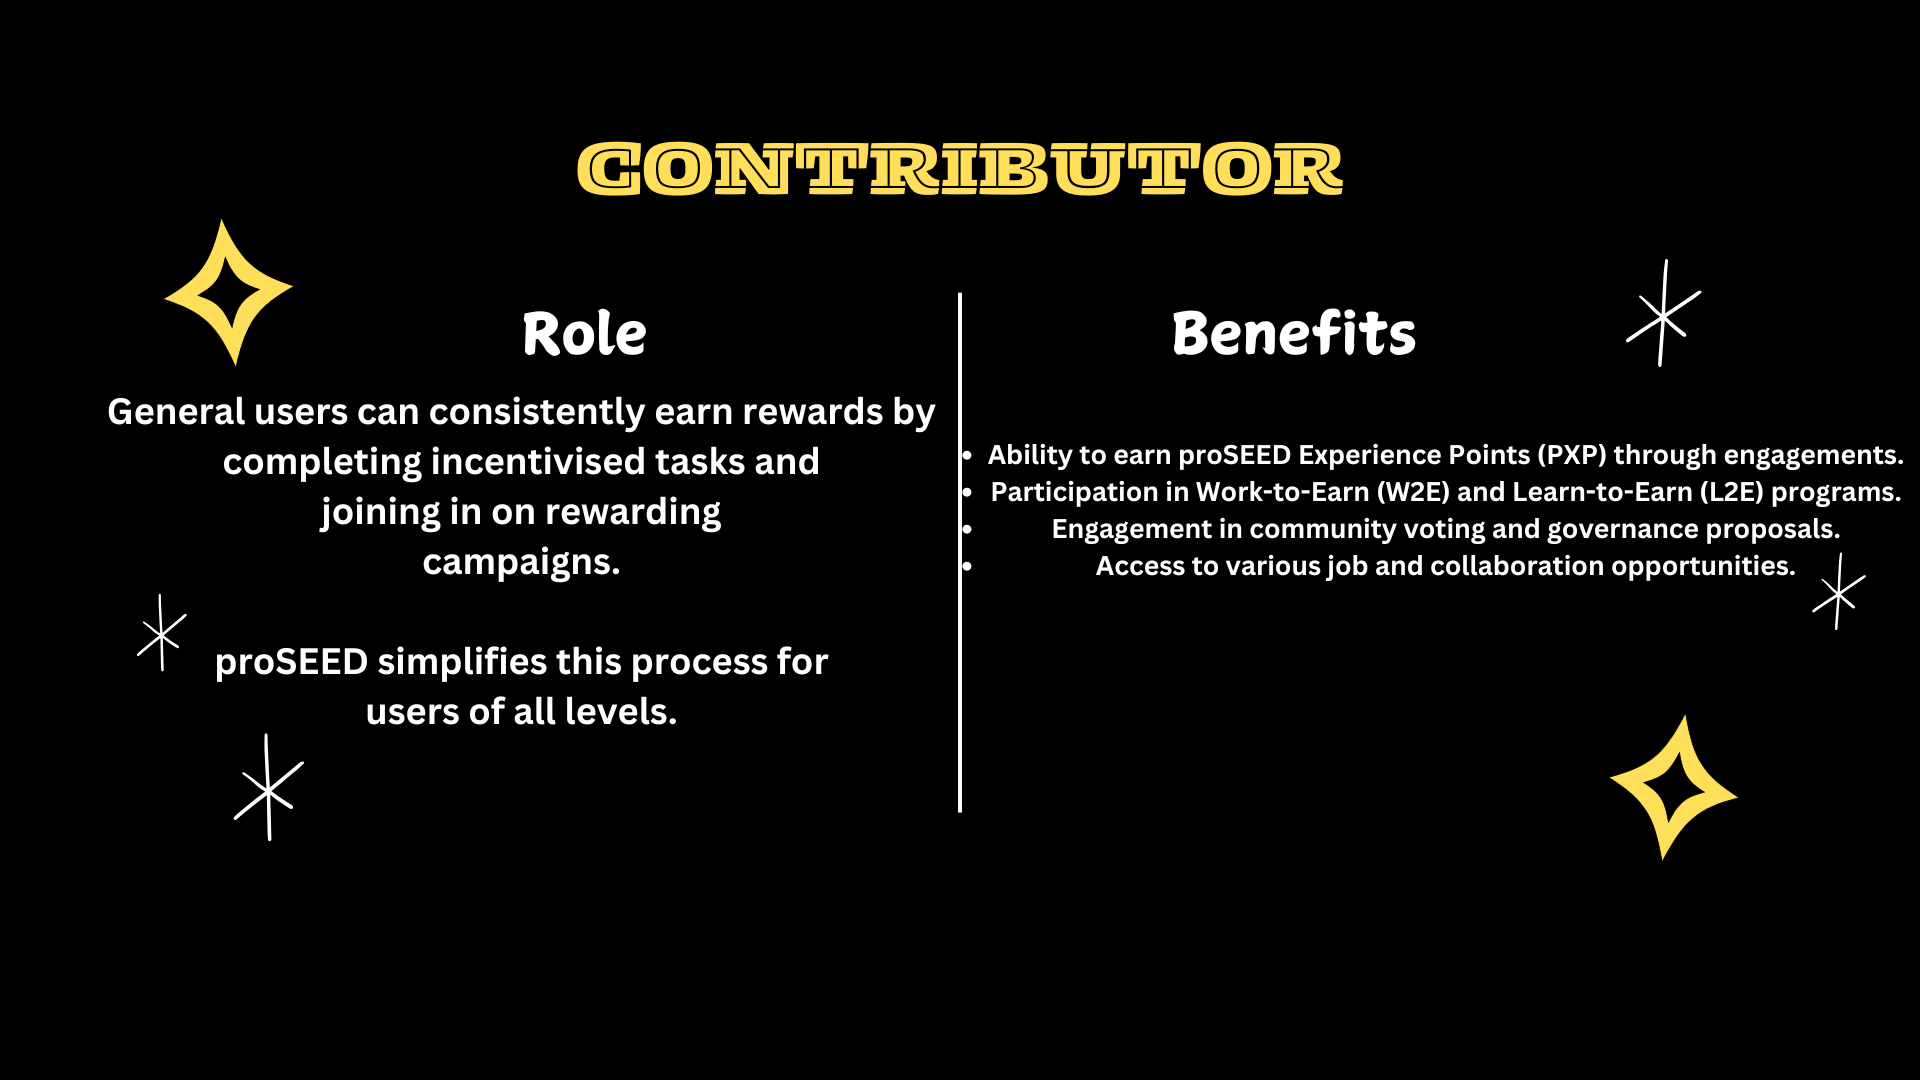 CONTRIBUTOR
Role
General users can consistently earn rewards by
completing incentivised tasks and
joining in on rewarding
campaigns.
proSEED simplifies this process for
users of all levels.
Benefits
• Ability to earn proSEED Experience Points (PXP) through engagements.
• Participation in Work-to-Earn (W2E) and Learn-to-Earn (L2E) programs.
• Engagement in community voting and governance proposals.
• Access to various job and collaboration opportunities.